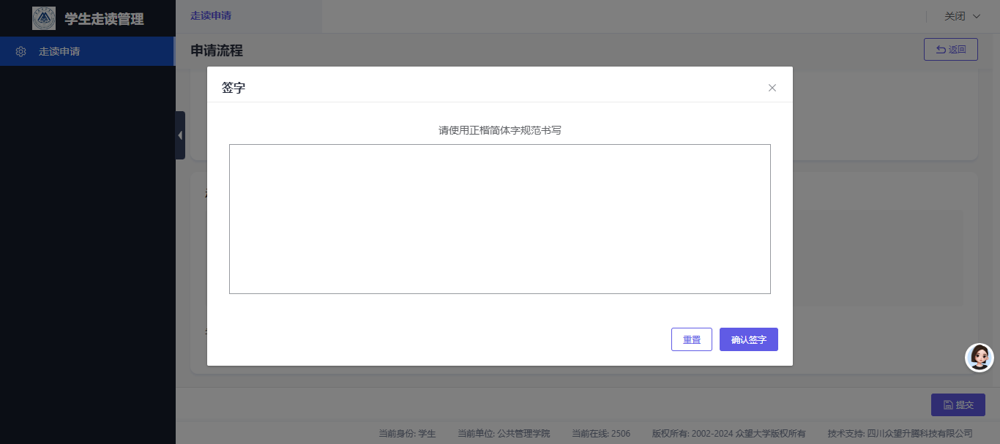 学生走读管理
走读申请
关闭
走读申请
申请流程
返回
签字
请使用正楷简体字规范书写
重置
确认签字
提交
当前身份: 学生
当前单位: 公共管理学院
当前在线: 2506
版权所有: 2002-2024 众望大学版权所有
技术支持: 四川众望升腾科技有限公司